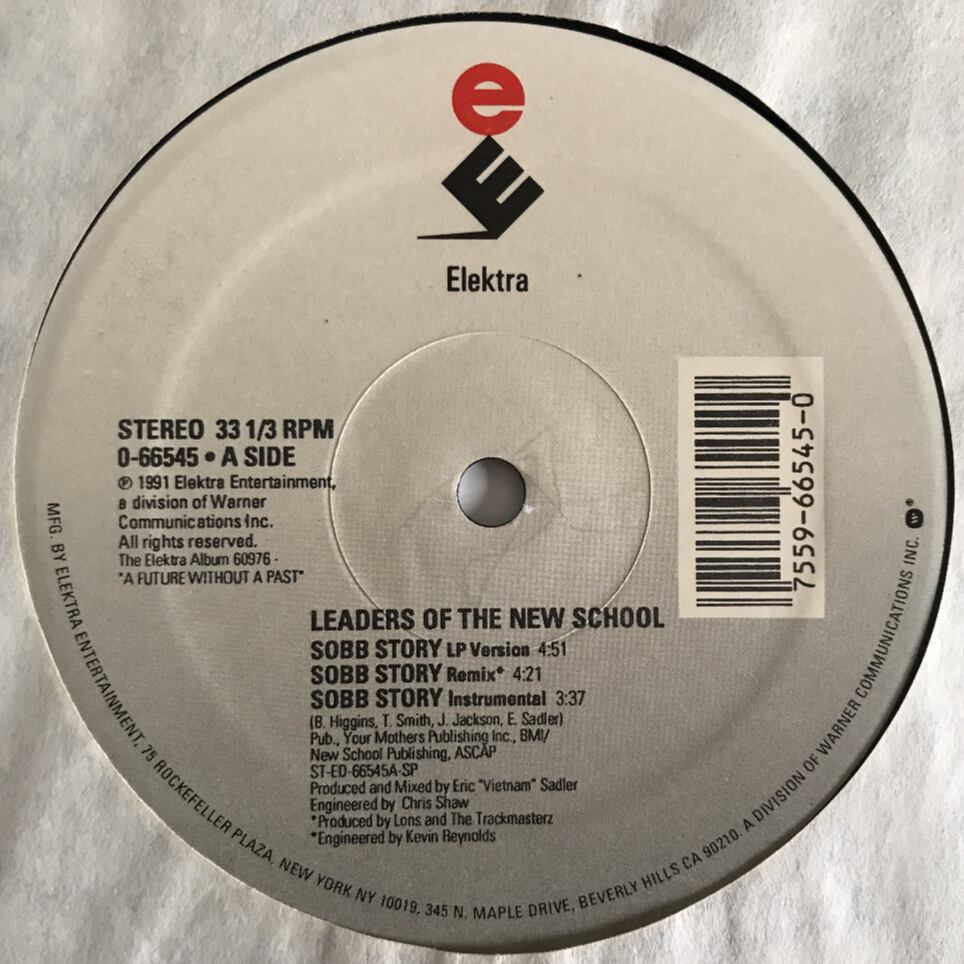 e
E
Elektra
STEREO 33 1/3 RPM
0-66545 • A SIDE
℗ 1991 Elektra Entertainment,
a division of Warner
Communications Inc.
All rights reserved.
The Elektra Album 60976 -
"A FUTURE WITHOUT A PAST"
7559-66545-0
LEADERS OF THE NEW SCHOOL
SOBB STORY LP Version 4:51
SOBB STORY Remix* 4:21
SOBB STORY Instrumental 3:37
(B. Higgins, T. Smith, J. Jackson, E. Sadler)
Pub., Your Mothers Publishing Inc., BMI/
New School Publishing, ASCAP
ST-ED-66545A-SP
Produced and Mixed by Eric "Vietnam" Sadler
Engineered by Chris Shaw
*Produced by Lons and The Trackmasterz
*Engineered by Kevin Reynolds
MFG. BY ELEKTRA ENTERTAINMENT, 75 ROCKEFELLER PLAZA, NEW YORK NY 10019, 345 N. MAPLE DRIVE, BEVERLY HILLS CA 90210. A DIVISION OF WARNER COMMUNICATIONS INC. ®